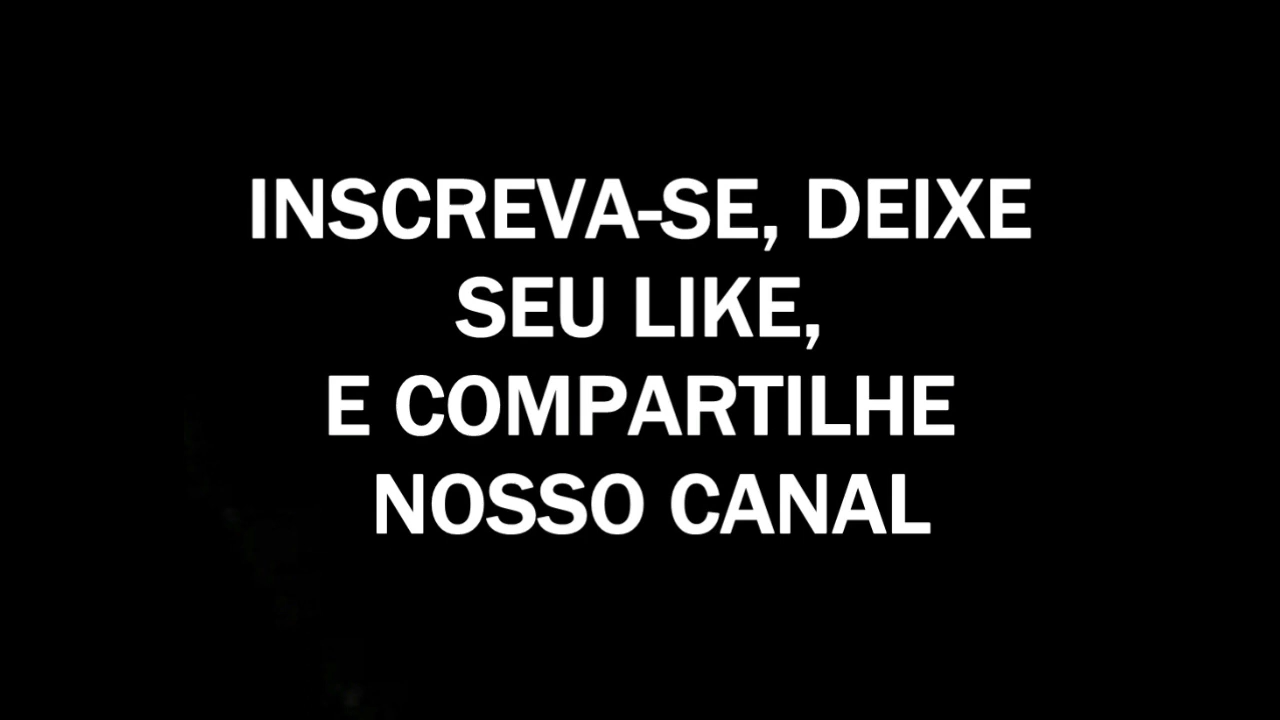 INSCREVA-SE, DEIXE
SEU LIKE,
E COMPARTILHE
NOSSO CANAL